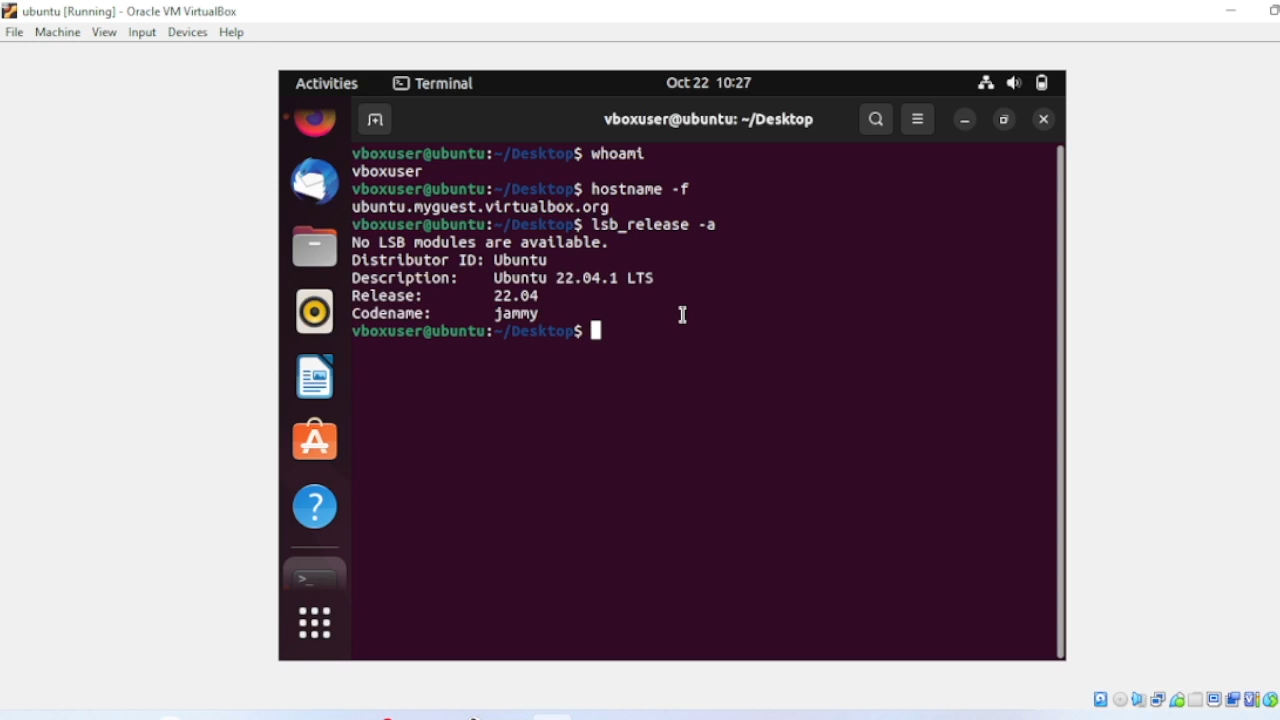 ubuntu [Running] - Oracle VM VirtualBox
File Machine View Input Devices Help
Activities Terminal Oct 22 10:27
vboxuser@ubuntu: ~/Desktop
vboxuser@ubuntu:~/Desktop$ whoami
vboxuser
vboxuser@ubuntu:~/Desktop$ hostname -f
ubuntu.myguest.virtualbox.org
vboxuser@ubuntu:~/Desktop$ lsb_release -a
No LSB modules are available.
Distributor ID: Ubuntu
Description: Ubuntu 22.04.1 LTS
Release: 22.04
Codename: jammy
vboxuser@ubuntu:~/Desktop$